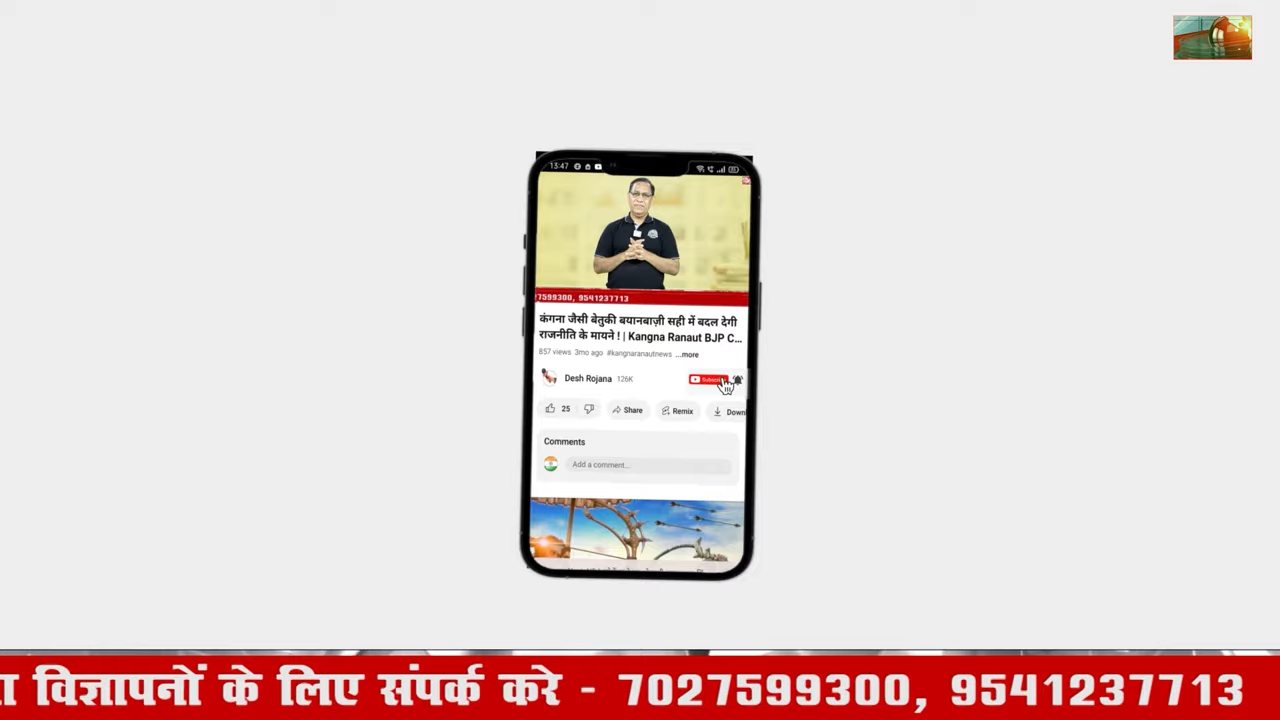 13:47
7599300, 9541237713
कंगना जैसी बेतुकी बयानबाज़ी सही में बदल देगी
राजनीति के मायने ! | Kangna Ranaut BJP C...
857 views 3mo ago #kangnaranautnews ...more
Desh Rojana 126K
25 Share Remix Down
Comments
Add a comment...
विज्ञापनों के लिए संपर्क करे - 7027599300, 9541237713